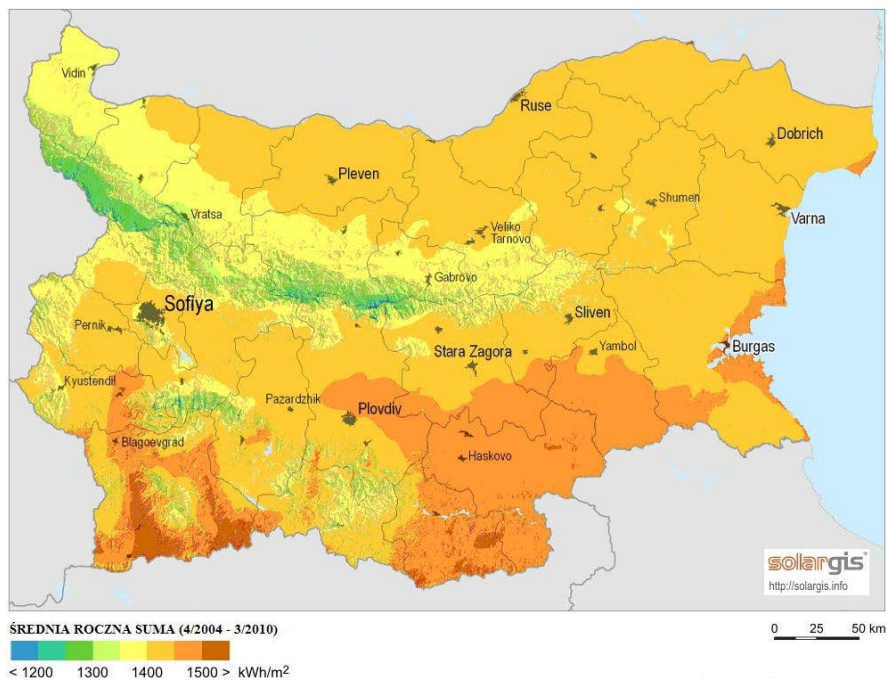 Vidin
Ruse
Dobrich
Pleven
Shumen
Vratsa
Varna
Veliko
Tarnovo
Gabrovo
Sofiya
Sliven
Pernik
Stara Zagora
Yambol
Burgas
Kyustendil
Pazardzhik
Plovdiv
Blagoevgrad
Haskovo
solargis®
http://solargis.info
ŚREDNIA ROCZNA SUMA (4/2004 - 3/2010)
0 25 50 km
< 1200 1300 1400 1500 > kWh/m²